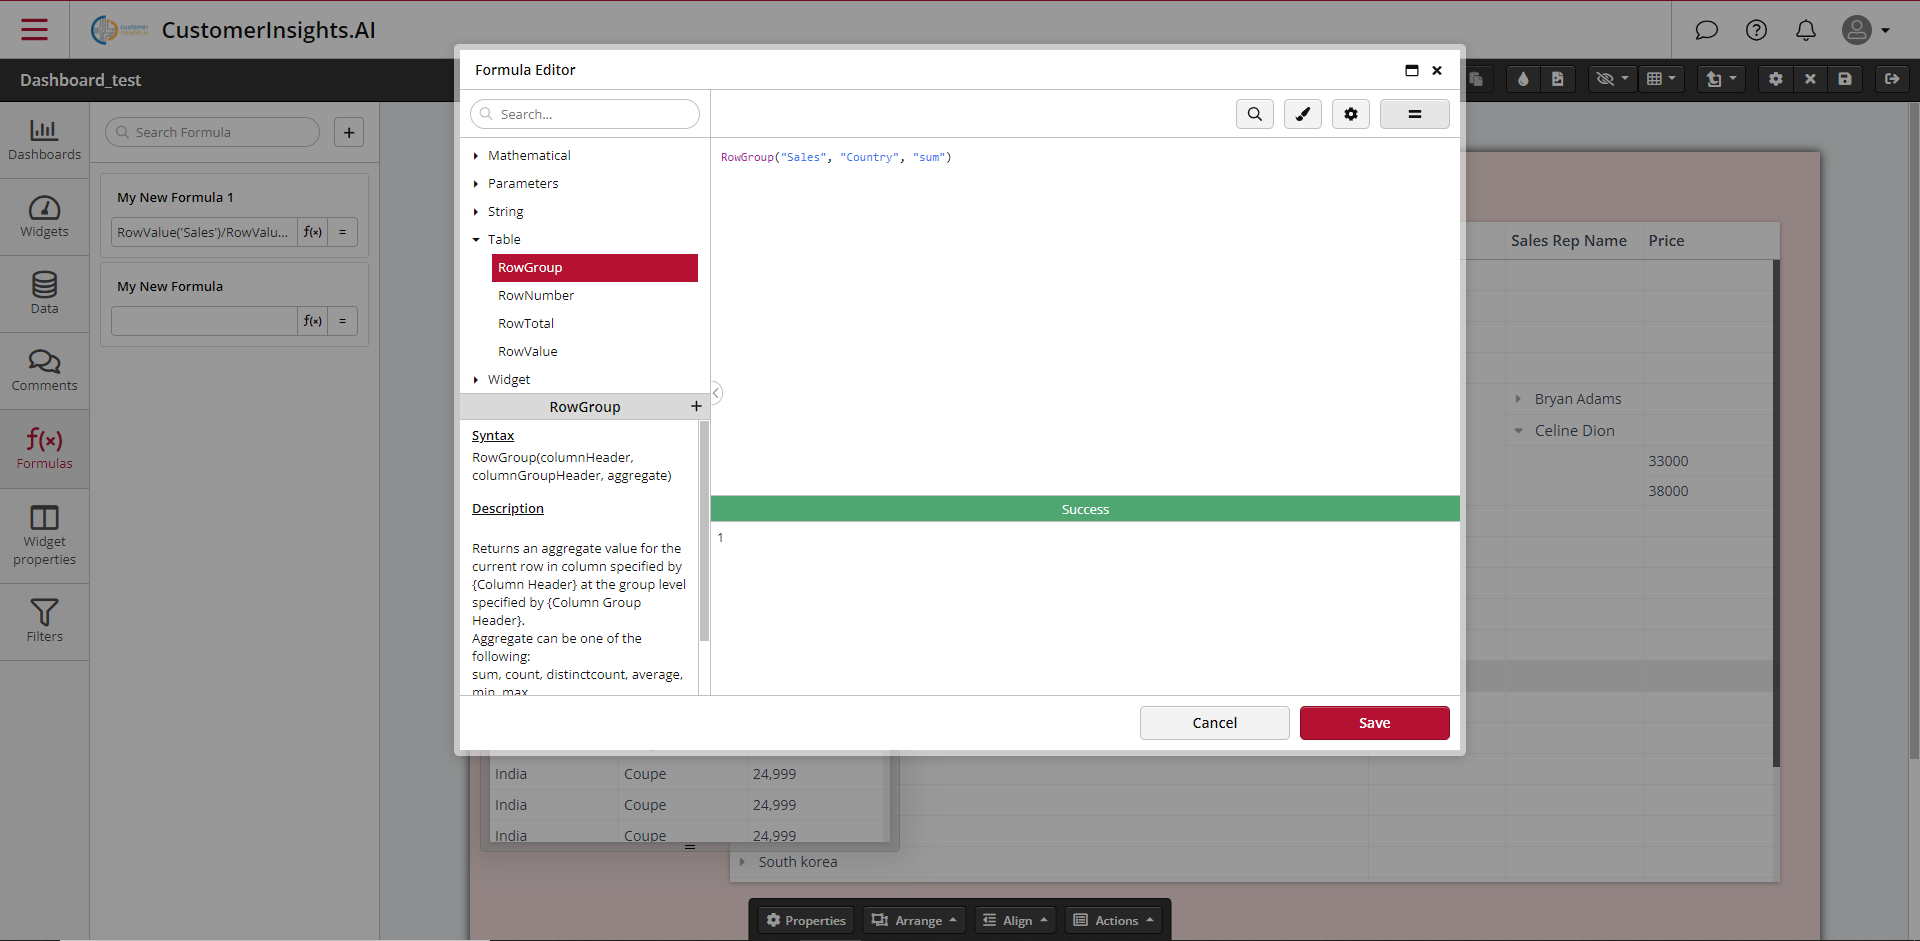 CustomerInsights.AI
Dashboard_test
Formula Editor
Dashboards
Widgets
Data
Comments
Formulas
Widget
properties
Filters
Search Formula
+
My New Formula 1
RowValue('Sales')/RowValu...
f(x)
=
My New Formula
f(x)
=
Search...
=
Mathematical
Parameters
String
Table
RowGroup
RowNumber
RowTotal
RowValue
Widget
RowGroup
+
Syntax
RowGroup(columnHeader,
columnGroupHeader, aggregate)
Description
Returns an aggregate value for the
current row in column specified by
{Column Header} at the group level
specified by {Column Group
Header}.
Aggregate can be one of the
following:
sum, count, distinctcount, average,
min, max
RowGroup("Sales", "Country", "sum")
Success
1
Cancel
Save
Sales Rep Name
Price
Bryan Adams
Celine Dion
33000
38000
India
Coupe
24,999
India
Coupe
24,999
India
Coupe
24,999
South korea
Properties
Arrange
Align
Actions